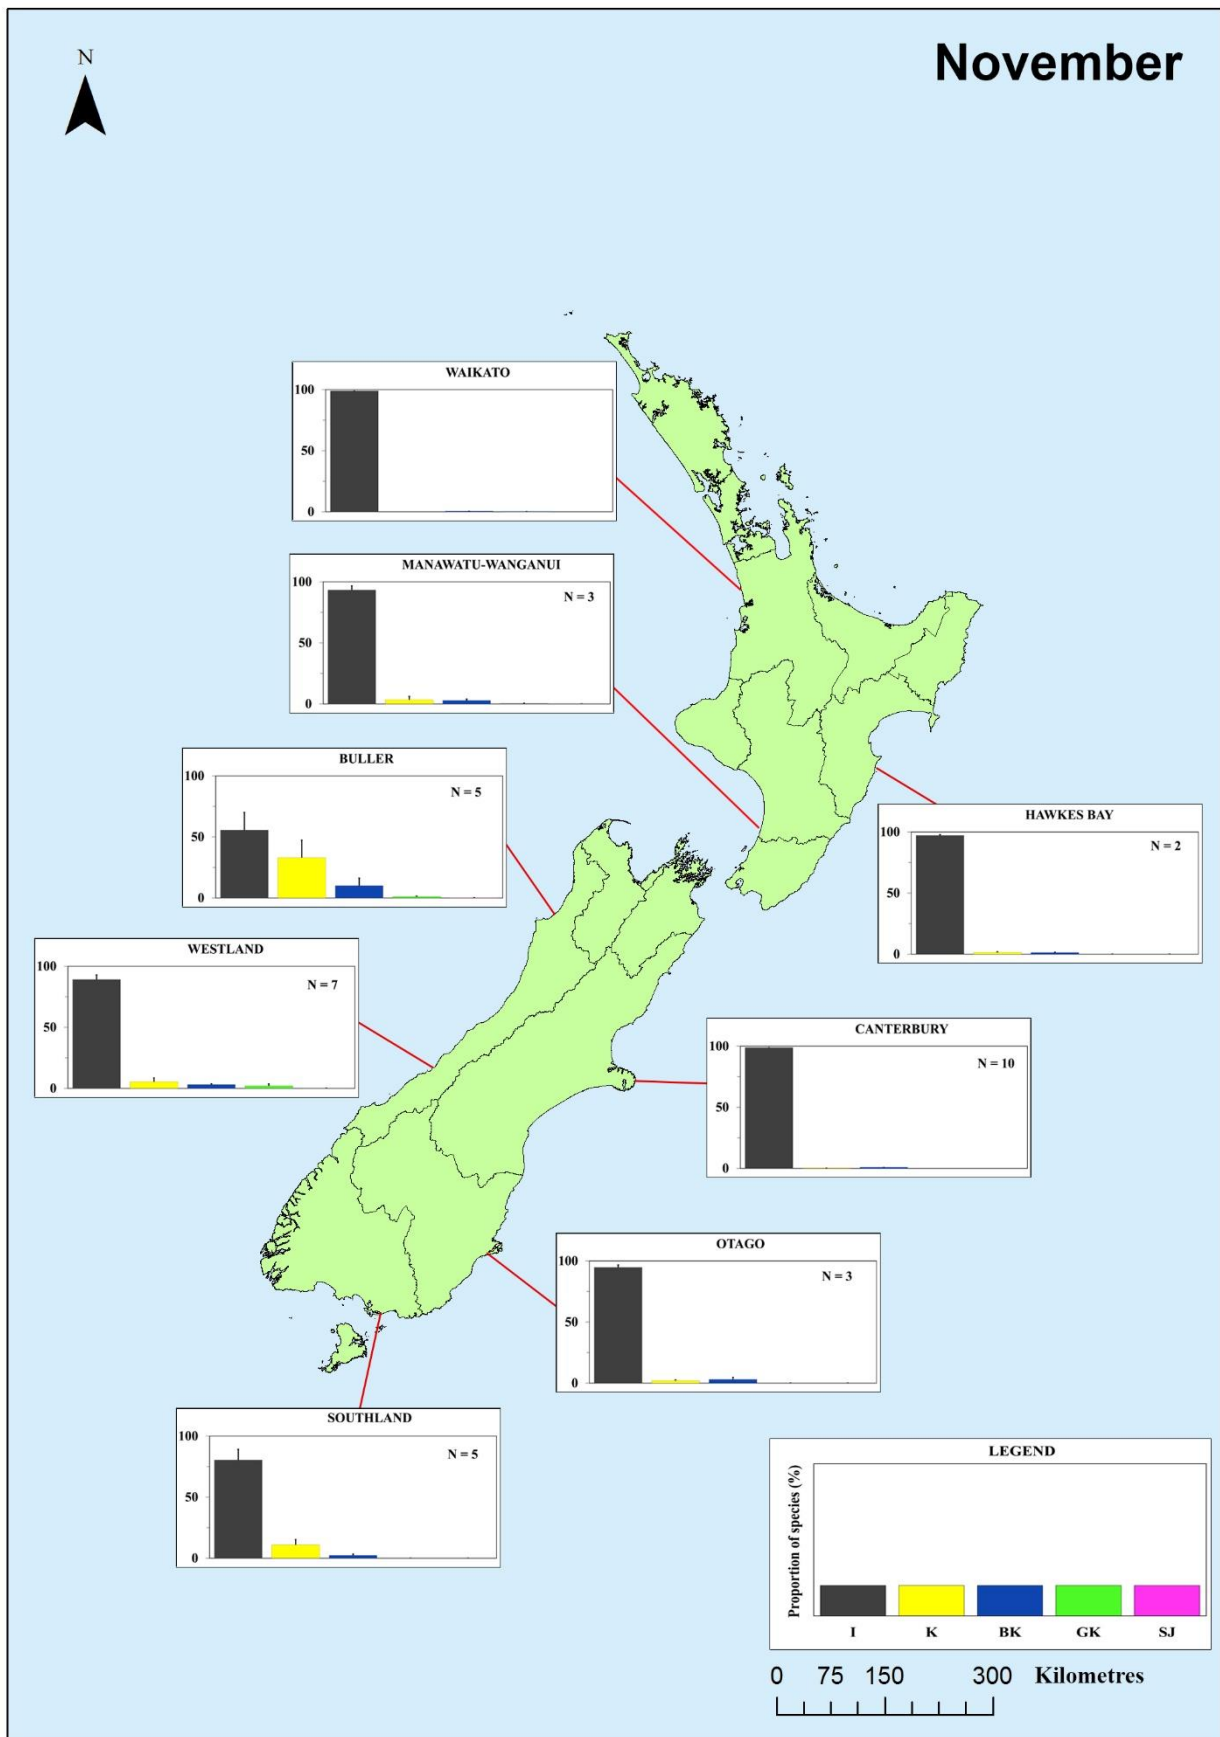 November
N
WAIKATO
100
50
0
MANAWATU-WANGANUI
100
N = 3
50
0
BULLER
100
N = 5
50
0
HAWKES BAY
100
N = 2
50
0
WESTLAND
100
N = 7
50
0
CANTERBURY
100
N = 10
50
0
OTAGO
100
N = 3
50
0
SOUTHLAND
100
N = 5
50
0
LEGEND
Proportion of species (%)
I K BK GK SJ
0 75 150 300 Kilometres